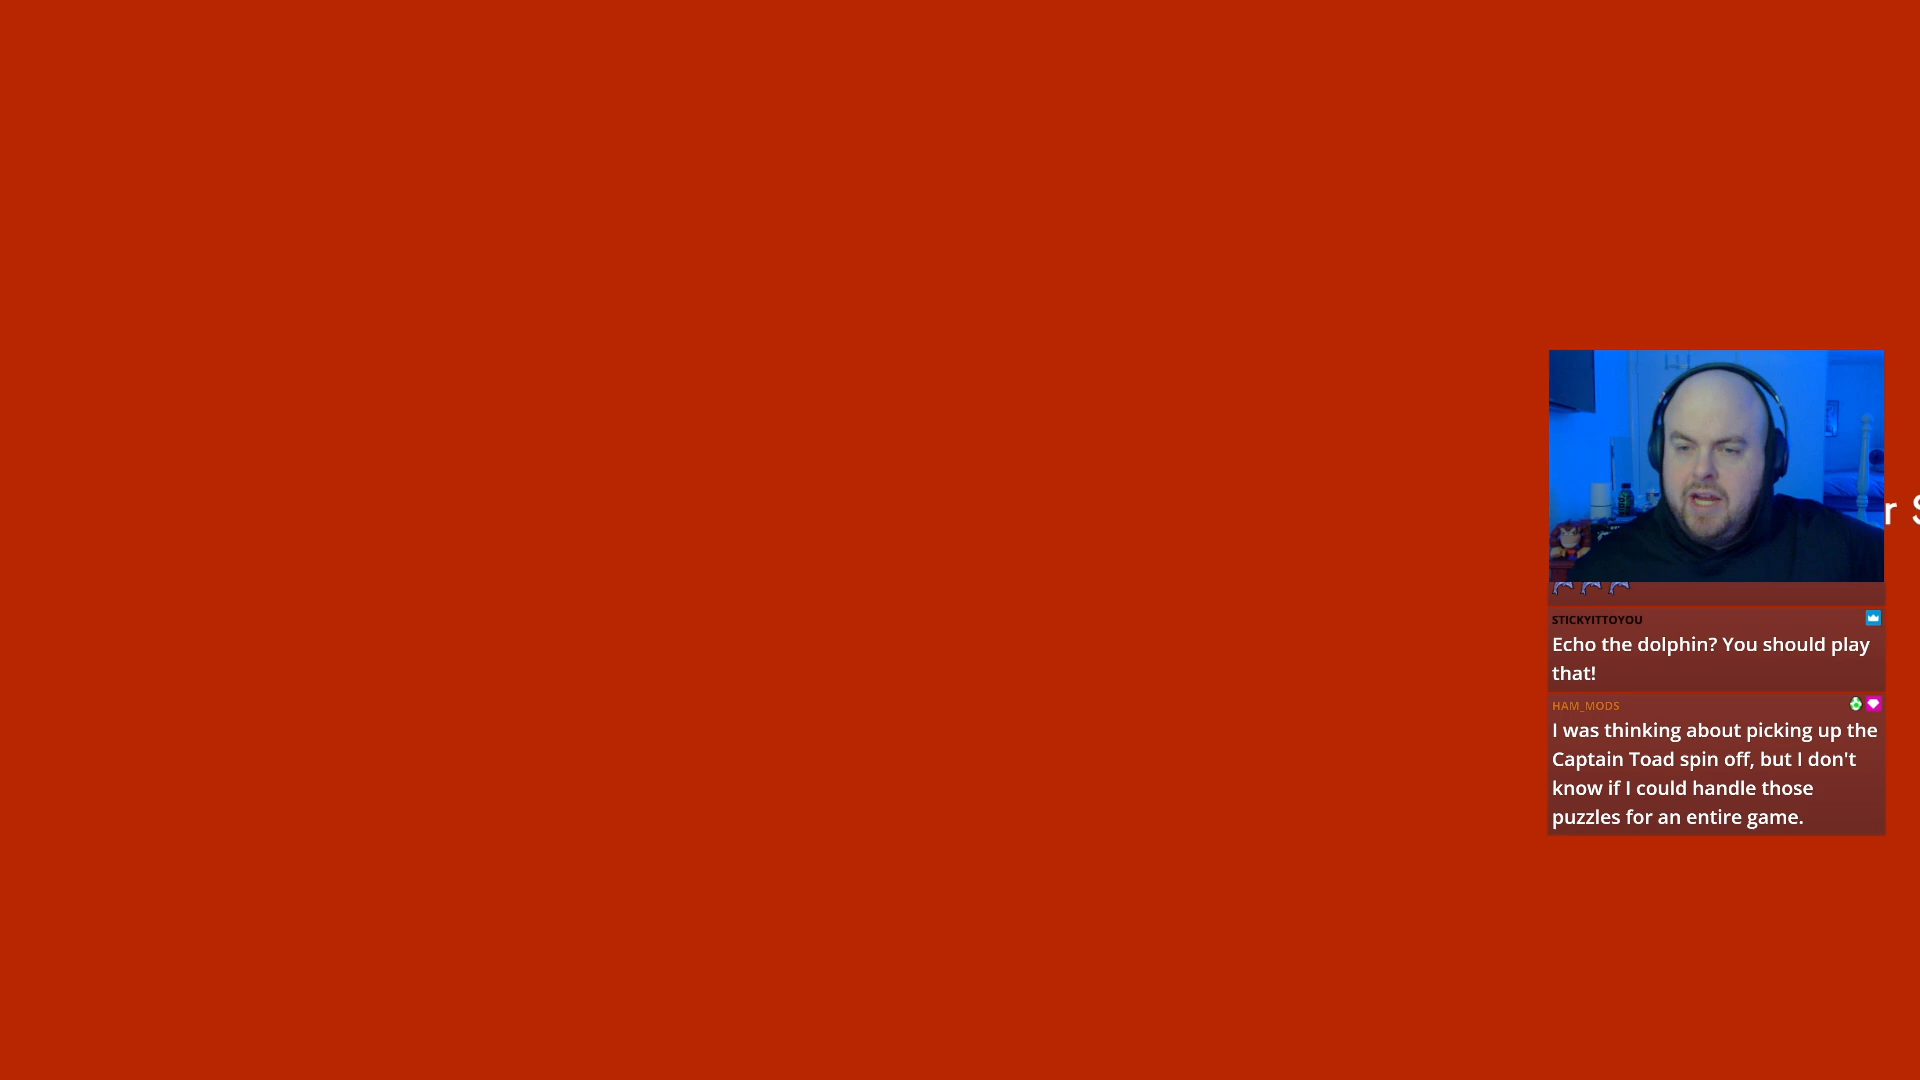 r S
STICKYITTOYOU
Echo the dolphin? You should play
that!
HAM_MODS
I was thinking about picking up the
Captain Toad spin off, but I don't
know if I could handle those
puzzles for an entire game.